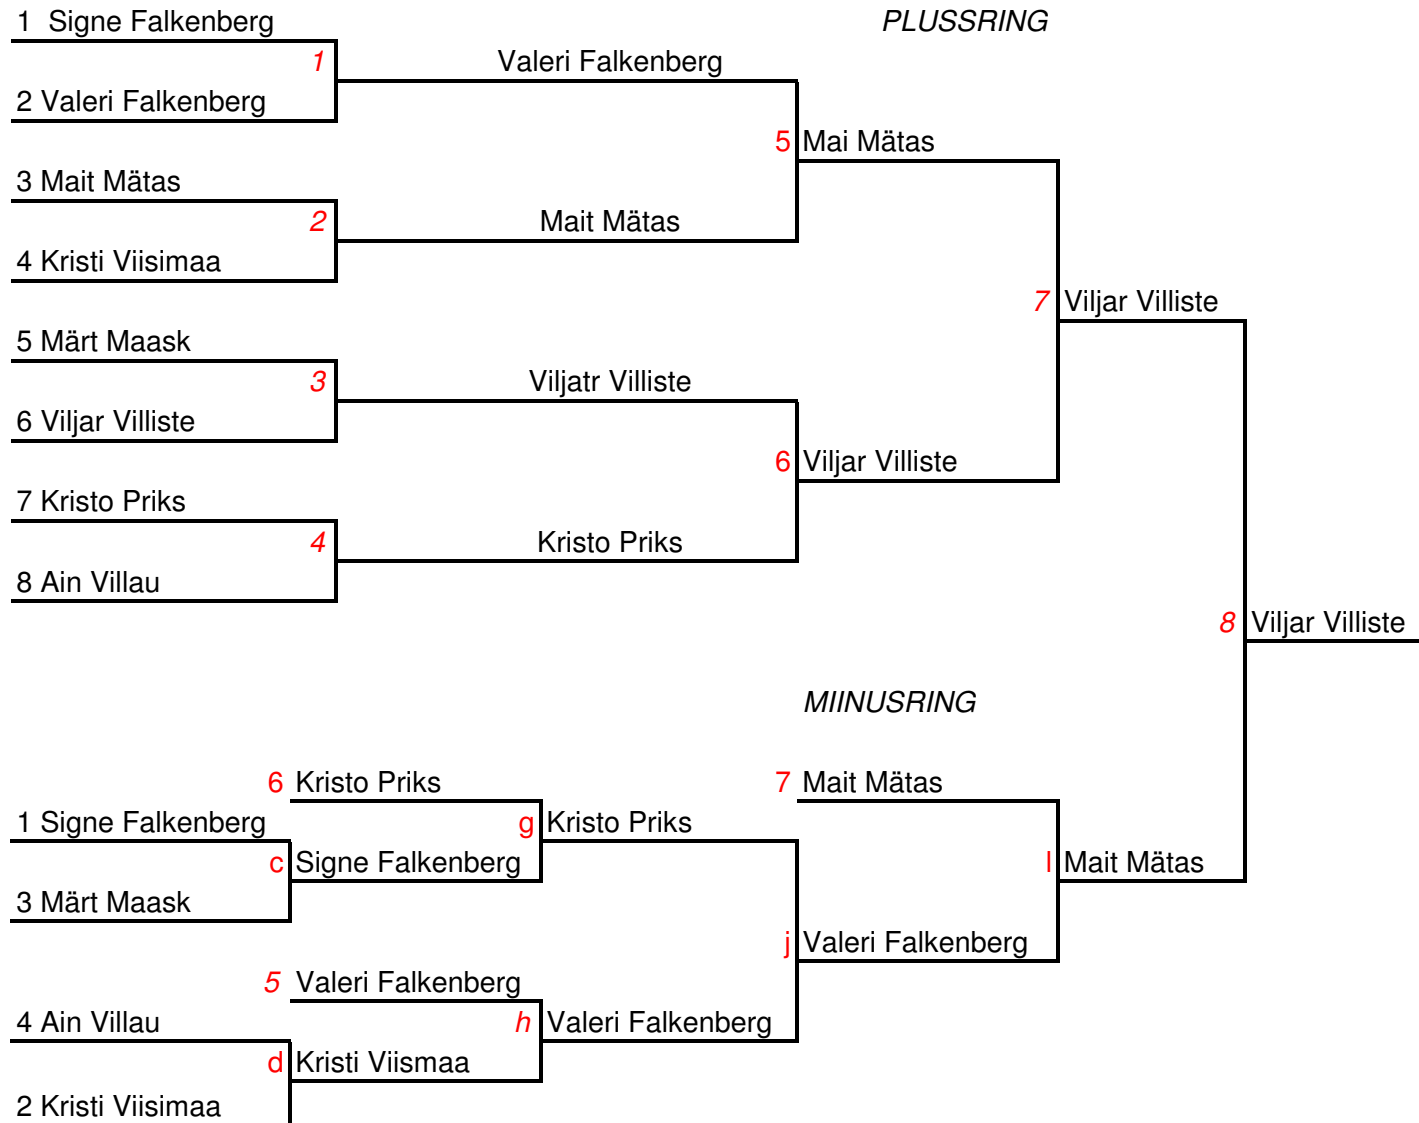 1 Signe Falkenberg PLUSSRING
1 Valeri Falkenberg
2 Valeri Falkenberg
5 Mai Mätas
3 Mait Mätas
2 Mait Mätas
4 Kristi Viisimaa
7 Viljar Villiste
5 Märt Maask
3 Viljatr Villiste
6 Viljar Villiste
6 Viljar Villiste
7 Kristo Priks
4 Kristo Priks
8 Ain Villau
8 Viljar Villiste
MIINUSRING
6 Kristo Priks 7 Mait Mätas
1 Signe Falkenberg g Kristo Priks
c Signe Falkenberg l Mait Mätas
3 Märt Maask
j Valeri Falkenberg
5 Valeri Falkenberg
4 Ain Villau h Valeri Falkenberg
d Kristi Viismaa
2 Kristi Viisimaa